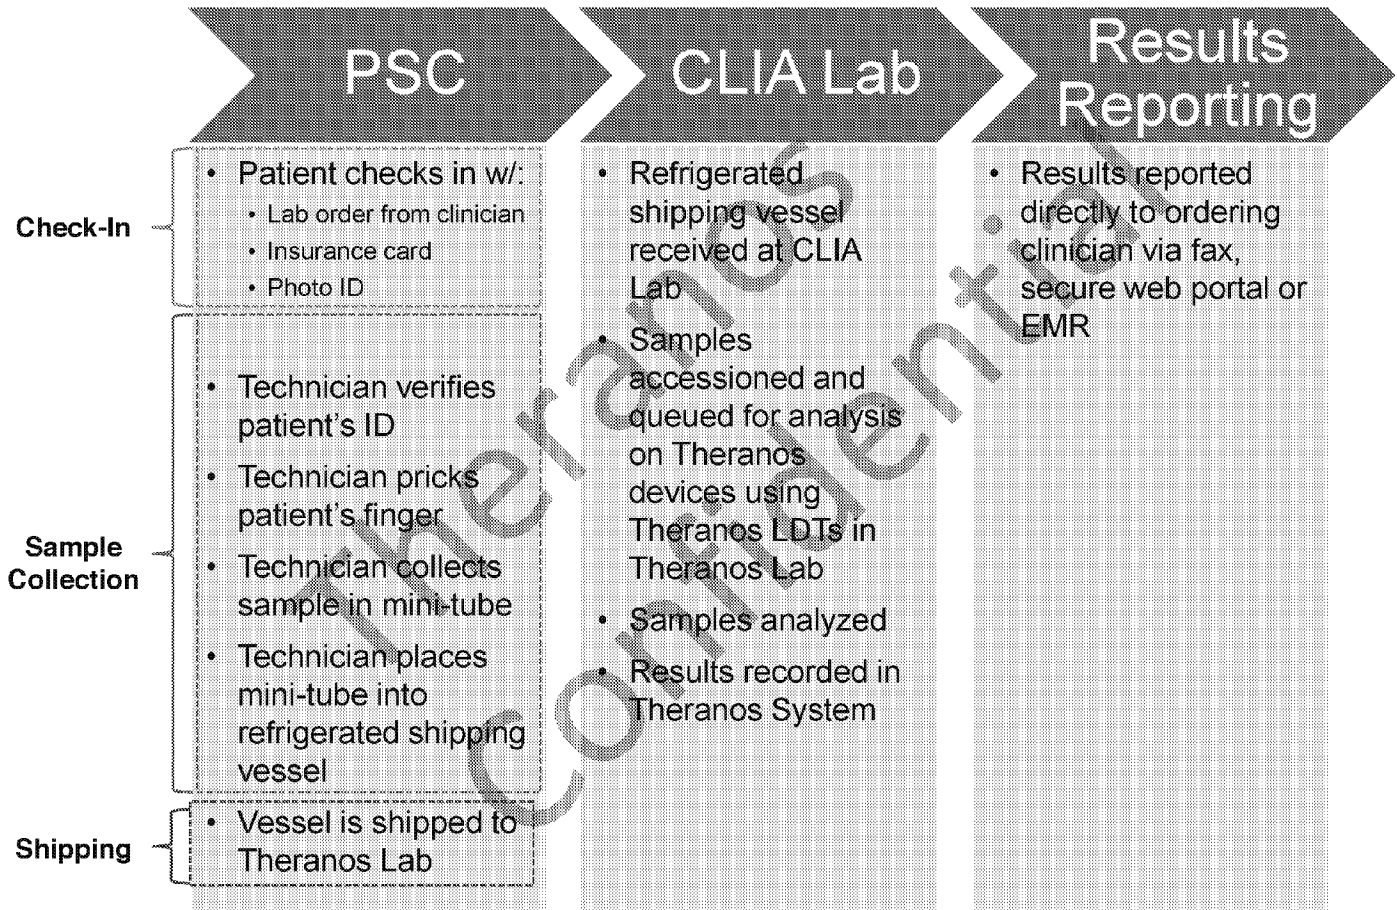 PSC
CLIA Lab
Results
Reporting
Check-In
• Patient checks in w/:
• Lab order from clinician
• Insurance card
• Photo ID
Sample
Collection
• Technician verifies
patient’s ID
• Technician pricks
patient’s finger
• Technician collects
sample in mini-tube
• Technician places
mini-tube into
refrigerated shipping
vessel
Shipping
• Vessel is shipped to
Theranos Lab
• Refrigerated
shipping vessel
received at CLIA
Lab
• Samples
accessioned and
queued for analysis
on Theranos
devices using
Theranos LDTs in
Theranos Lab
• Samples analyzed
• Results recorded in
Theranos System
• Results reported
directly to ordering
clinician via fax,
secure web portal or
EMR
Theranos
Confidential